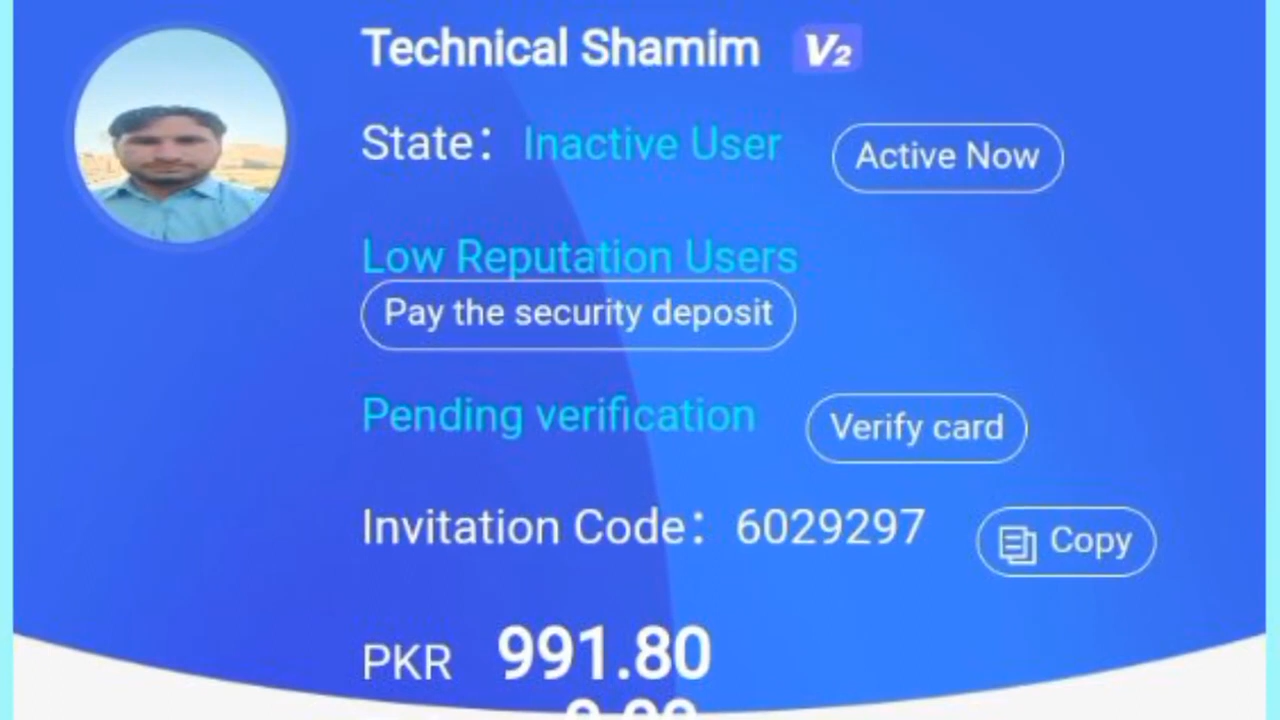 Technical Shamim V2
State： Inactive User Active Now
Low Reputation Users
Pay the security deposit
Pending verification Verify card
Invitation Code： 6029297 Copy
PKR 991.80